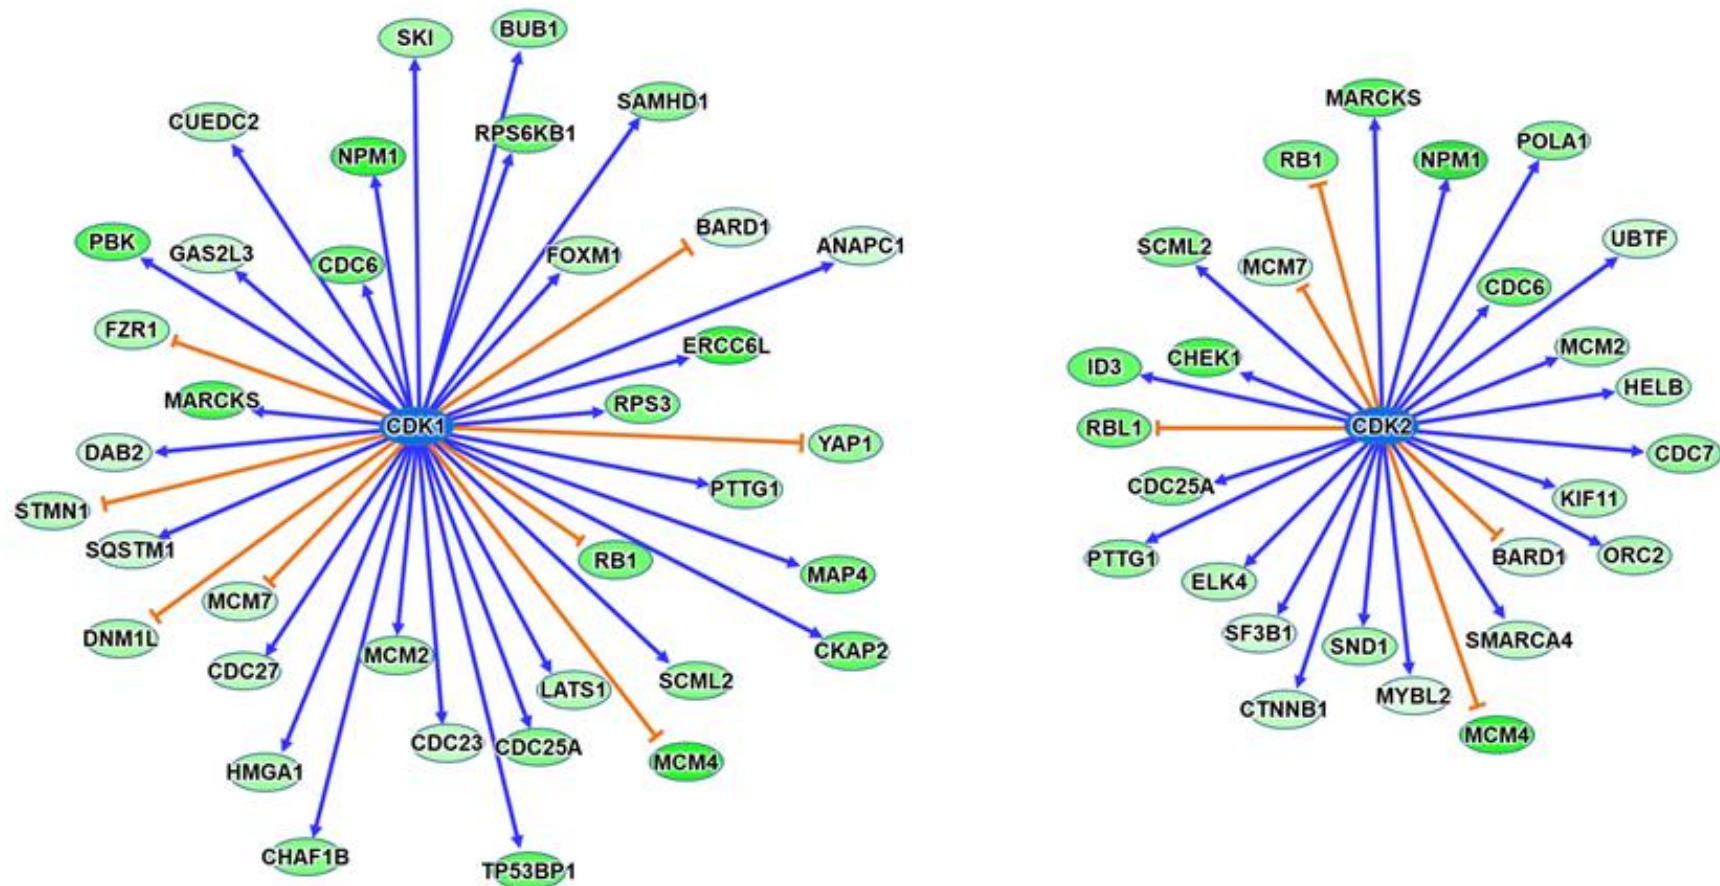 SKI
BUB1
CUEDC2
SAMHD1
RPS6KB1
NPM1
PBK
GAS2L3
CDC6
FOXM1
BARD1
ANAPC1
FZR1
ERCC6L
MARCKS
RPS3
CDK1
YAP1
DAB2
PTTG1
STMN1
SQSTM1
RB1
MAP4
MCM7
DNM1L
CDC27
MCM2
LATS1
SCML2
CKAP2
HMGA1
CDC23
CDC25A
MCM4
CHAF1B
TP53BP1
MARCKS
RB1
NPM1
POLA1
SCML2
MCM7
UBTF
CDC6
ID3
CHEK1
MCM2
HELB
RBL1
CDK2
CDC7
CDC25A
KIF11
PTTG1
ELK4
BARD1
ORC2
SF3B1
SND1
SMARCA4
CTNNB1
MYBL2
MCM4